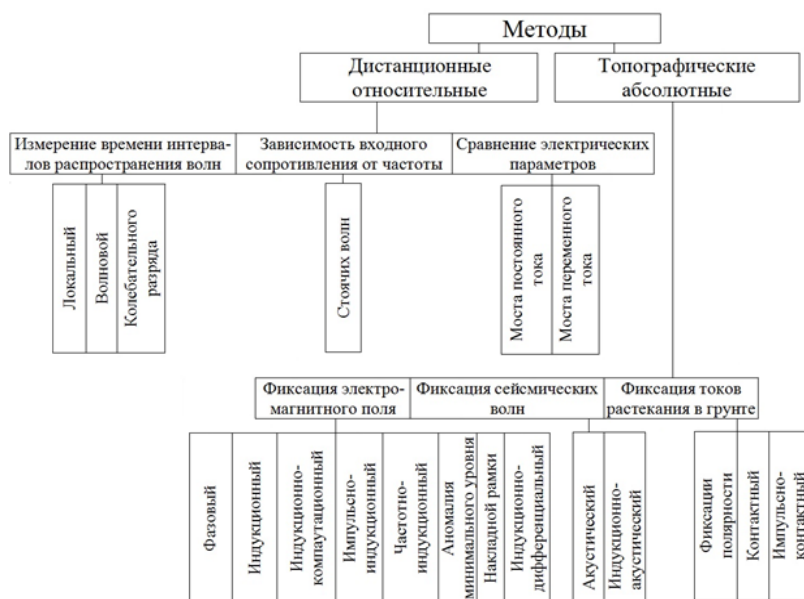 Методы
Дистанционные
относительные
Топографические
абсолютные
Измерение времени интерва-
лов распространения волн
Зависимость входного
сопротивления от частоты
Сравнение электрических
параметров
Локальный
Волновой
Колебательного
разряда
Стоячих волн
Моста постоянного
тока
Моста переменного
тока
Фиксация электро-
магнитного поля
Фиксация сейсмических
волн
Фиксация токов
растекания в грунте
Фазовый
Индукционный
Индукционно-
компаутационный
Импульсно-
индукционный
Частотно-
индукционный
Аномалия
минимального уровня
Накладной рамки
Индукционно-
дифференциальный
Акустический
Индукционно-
акустический
Фиксации
полярности
Контактный
Импульсно-
контактный